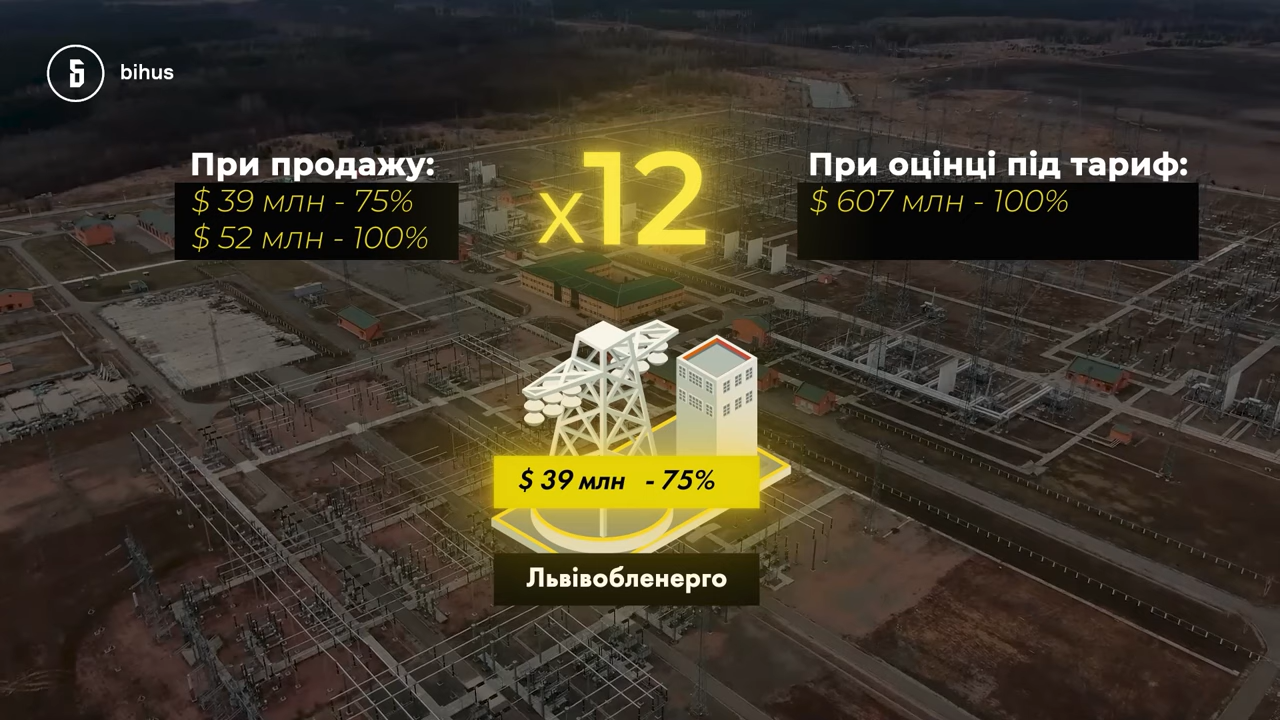 bihus
При продажу:
$ 39 млн - 75%
$ 52 млн - 100%
x12
При оцінці під тариф:
$ 607 млн - 100%
$ 39 млн - 75%
Львівобленерго